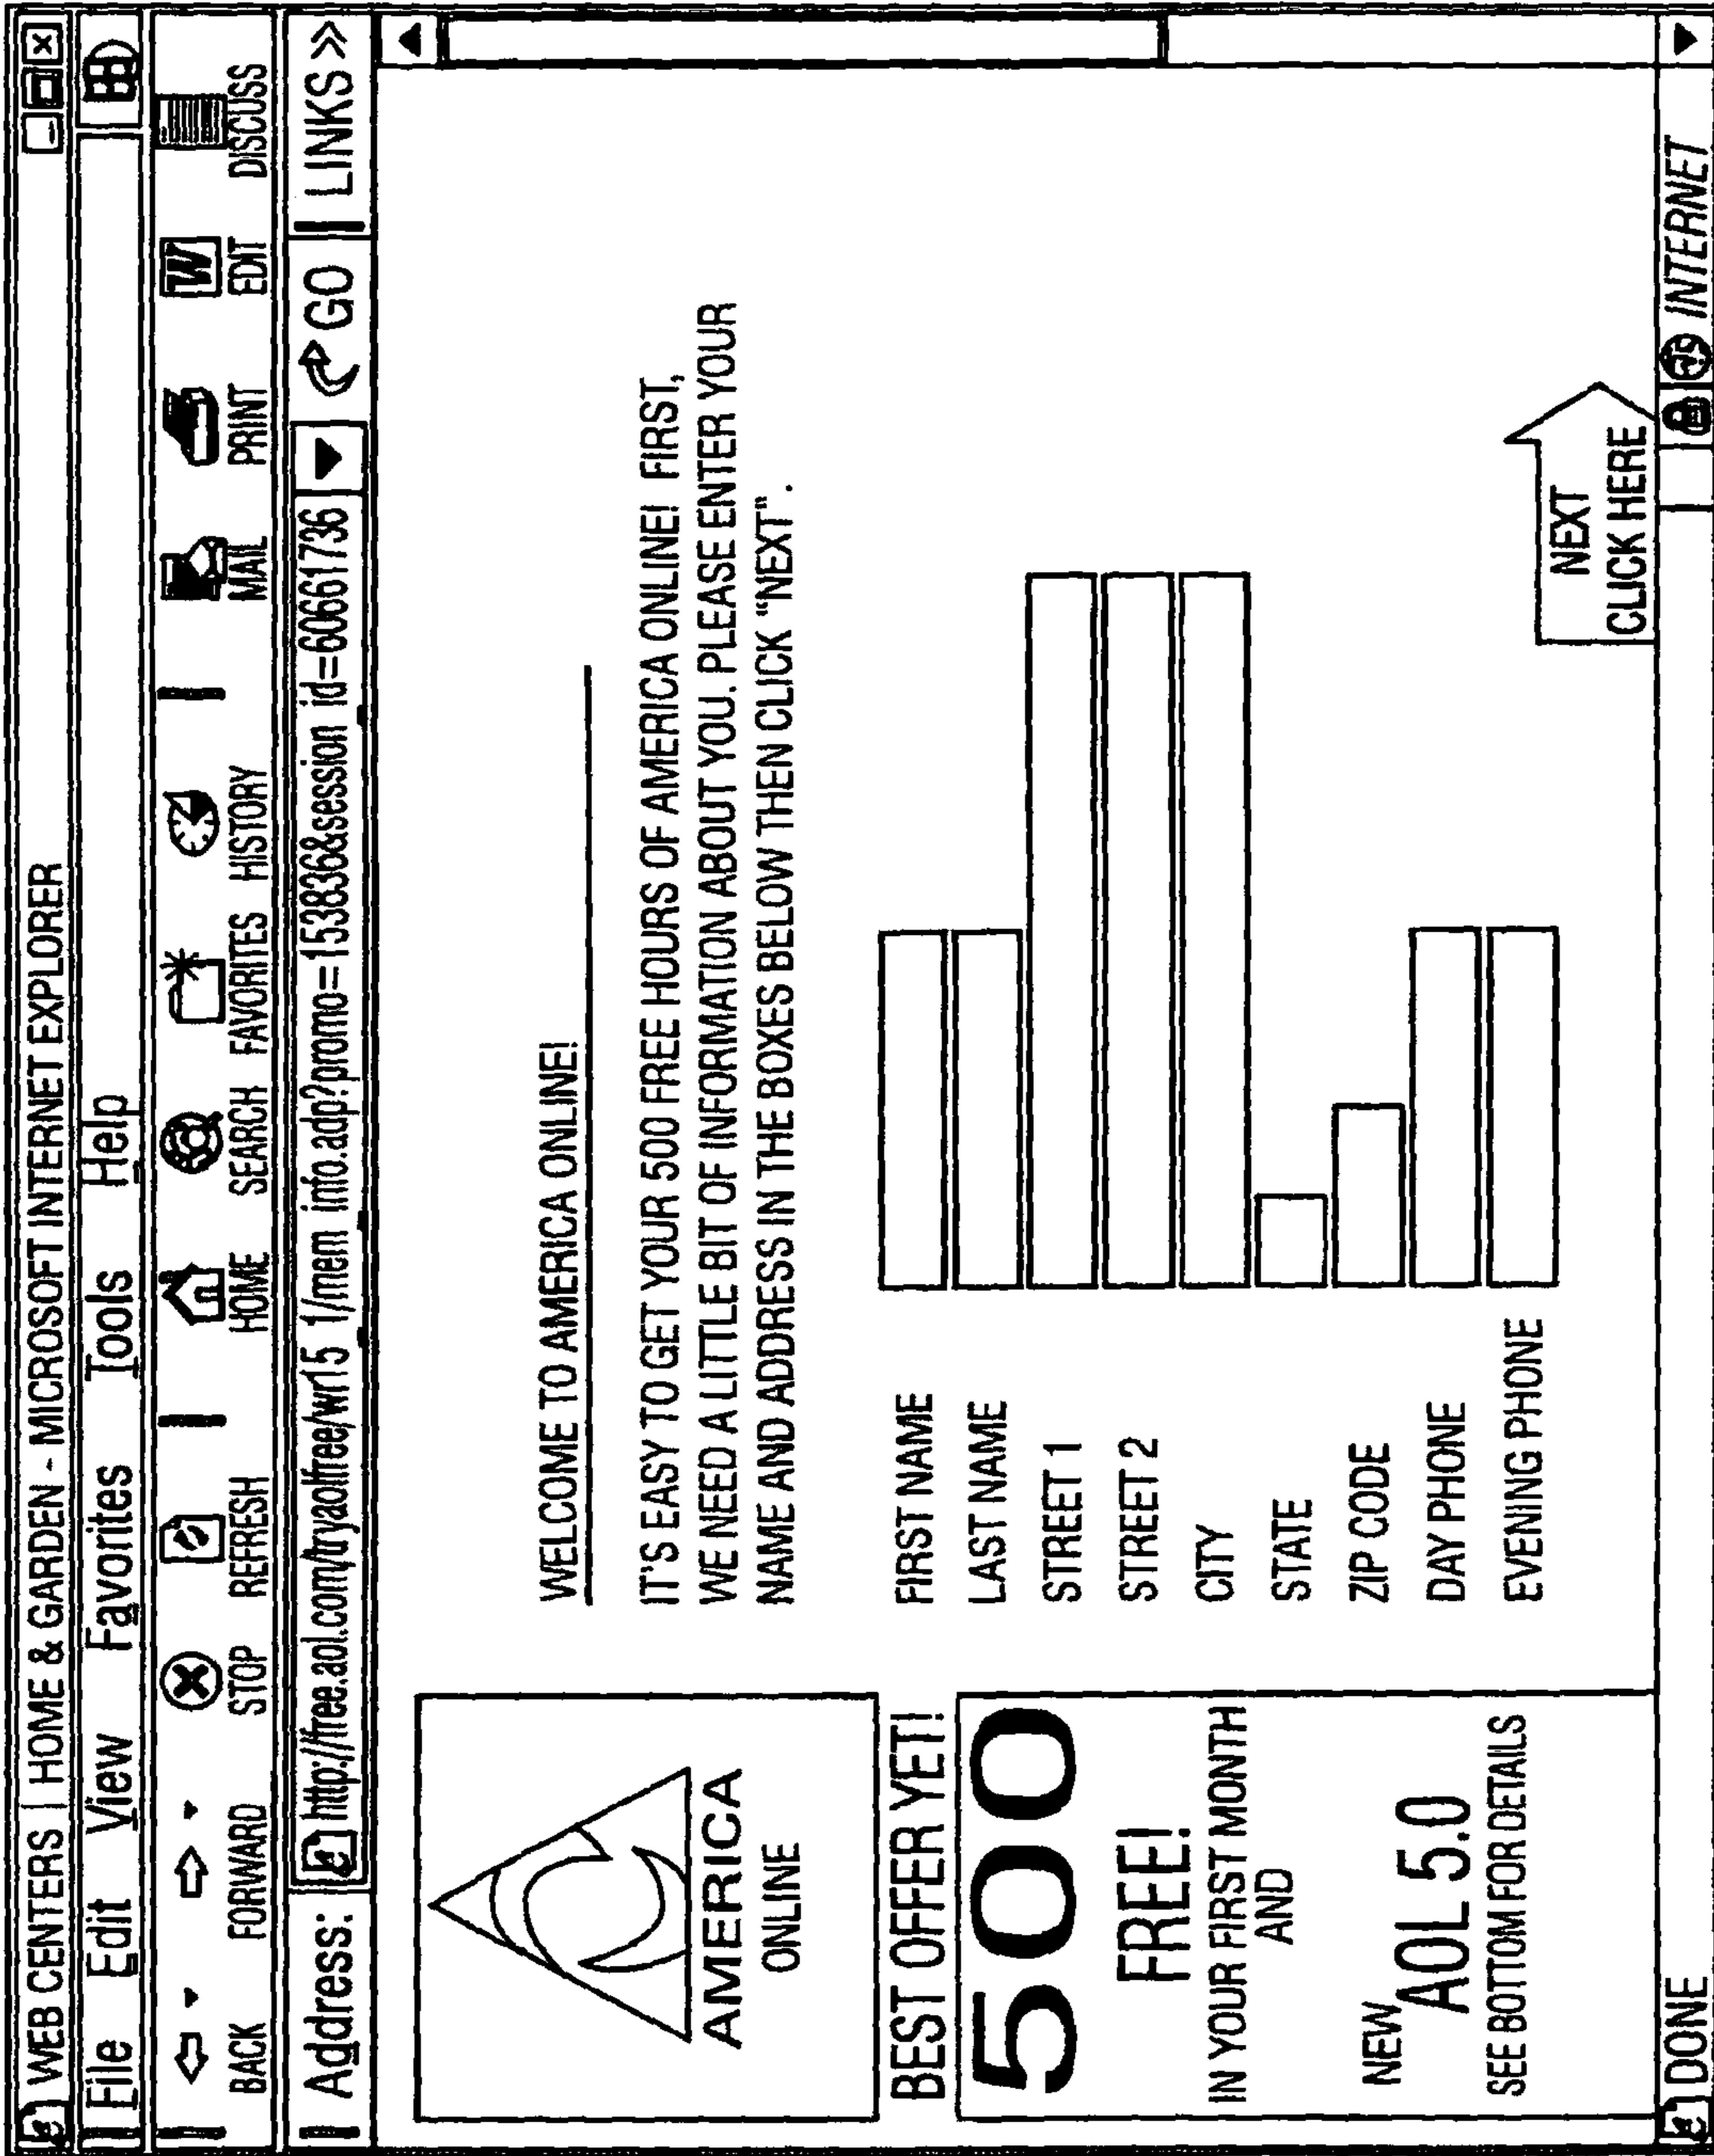 WEB CENTERS | HOME & GARDEN - MICROSOFT INTERNET EXPLORER
File Edit View Favorites Tools Help
BACK FORWARD STOP REFRESH HOME SEARCH FAVORITES HISTORY MAIL PRINT EDIT DISCUSS
Address: http://free.aol.com/tryaolfree/wr15_1/mem_info.adp?promo=153836&session_id=60661736 GO LINKS >>
AMERICA
ONLINE
BEST OFFER YET!
500
FREE!
IN YOUR FIRST MONTH
AND
NEW
AOL 5.0
SEE BOTTOM FOR DETAILS
WELCOME TO AMERICA ONLINE!
IT'S EASY TO GET YOUR 500 FREE HOURS OF AMERICA ONLINE! FIRST,
WE NEED A LITTLE BIT OF INFORMATION ABOUT YOU. PLEASE ENTER YOUR
NAME AND ADDRESS IN THE BOXES BELOW THEN CLICK "NEXT".
FIRST NAME
LAST NAME
STREET 1
STREET 2
CITY
STATE
ZIP CODE
DAY PHONE
EVENING PHONE
NEXT
CLICK HERE
DONE INTERNET